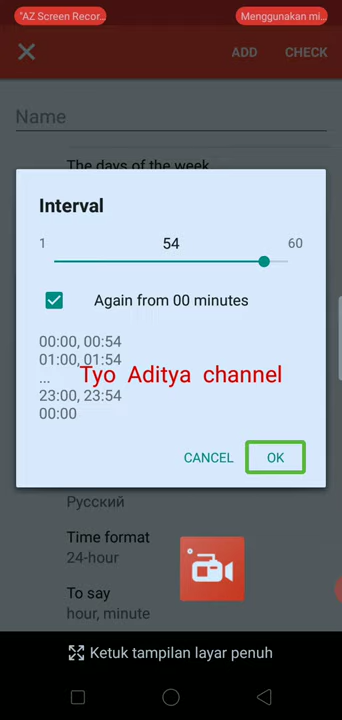 "AZ Screen Recor...
Menggunakan mi...
ADD
CHECK
Name
The days of the week
Interval
1
54
60
Again from 00 minutes
00:00, 00:54
01:00, 01:54
...
23:00, 23:54
00:00
Tyo Aditya channel
CANCEL
OK
Русский
Time format
24-hour
To say
hour, minute
Ketuk tampilan layar penuh